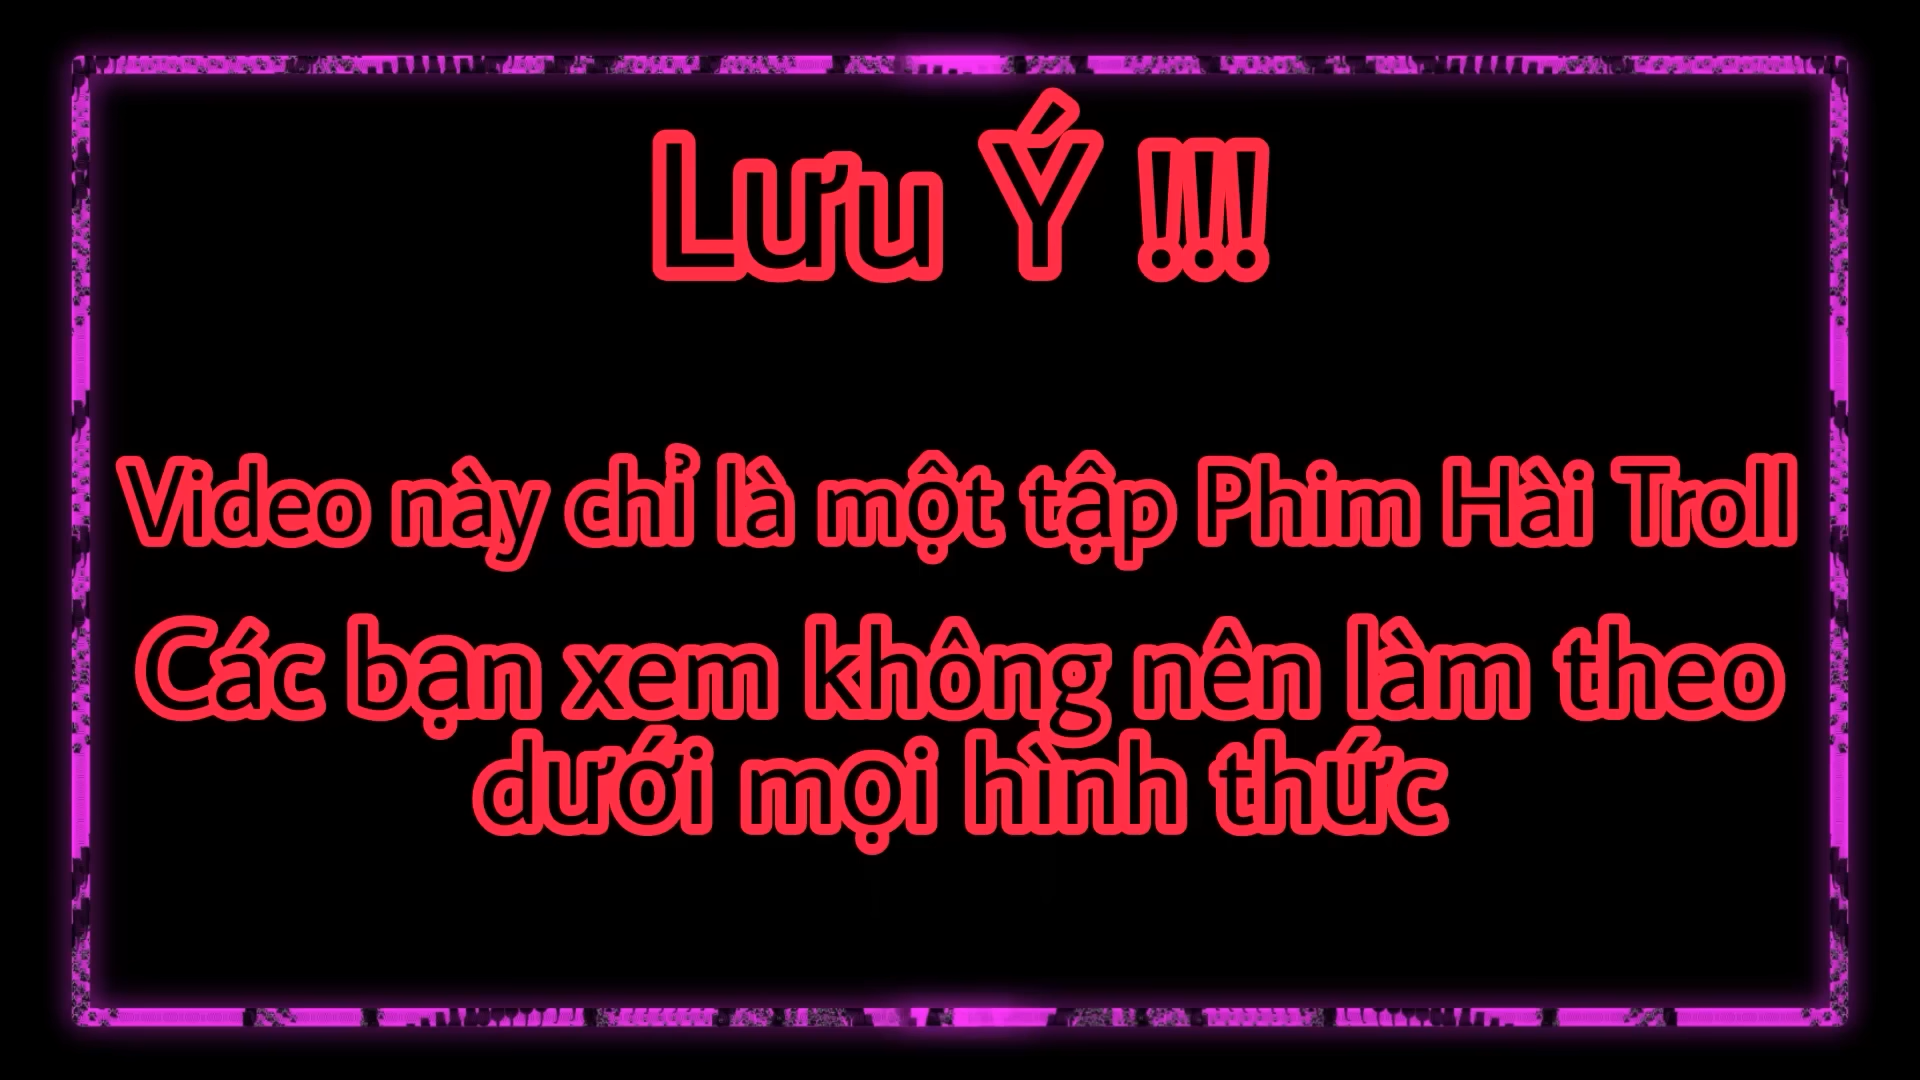 Lưu Ý !!!
Video này chỉ là một tập Phim Hài Troll
Các bạn xem không nên làm theo
dưới mọi hình thức